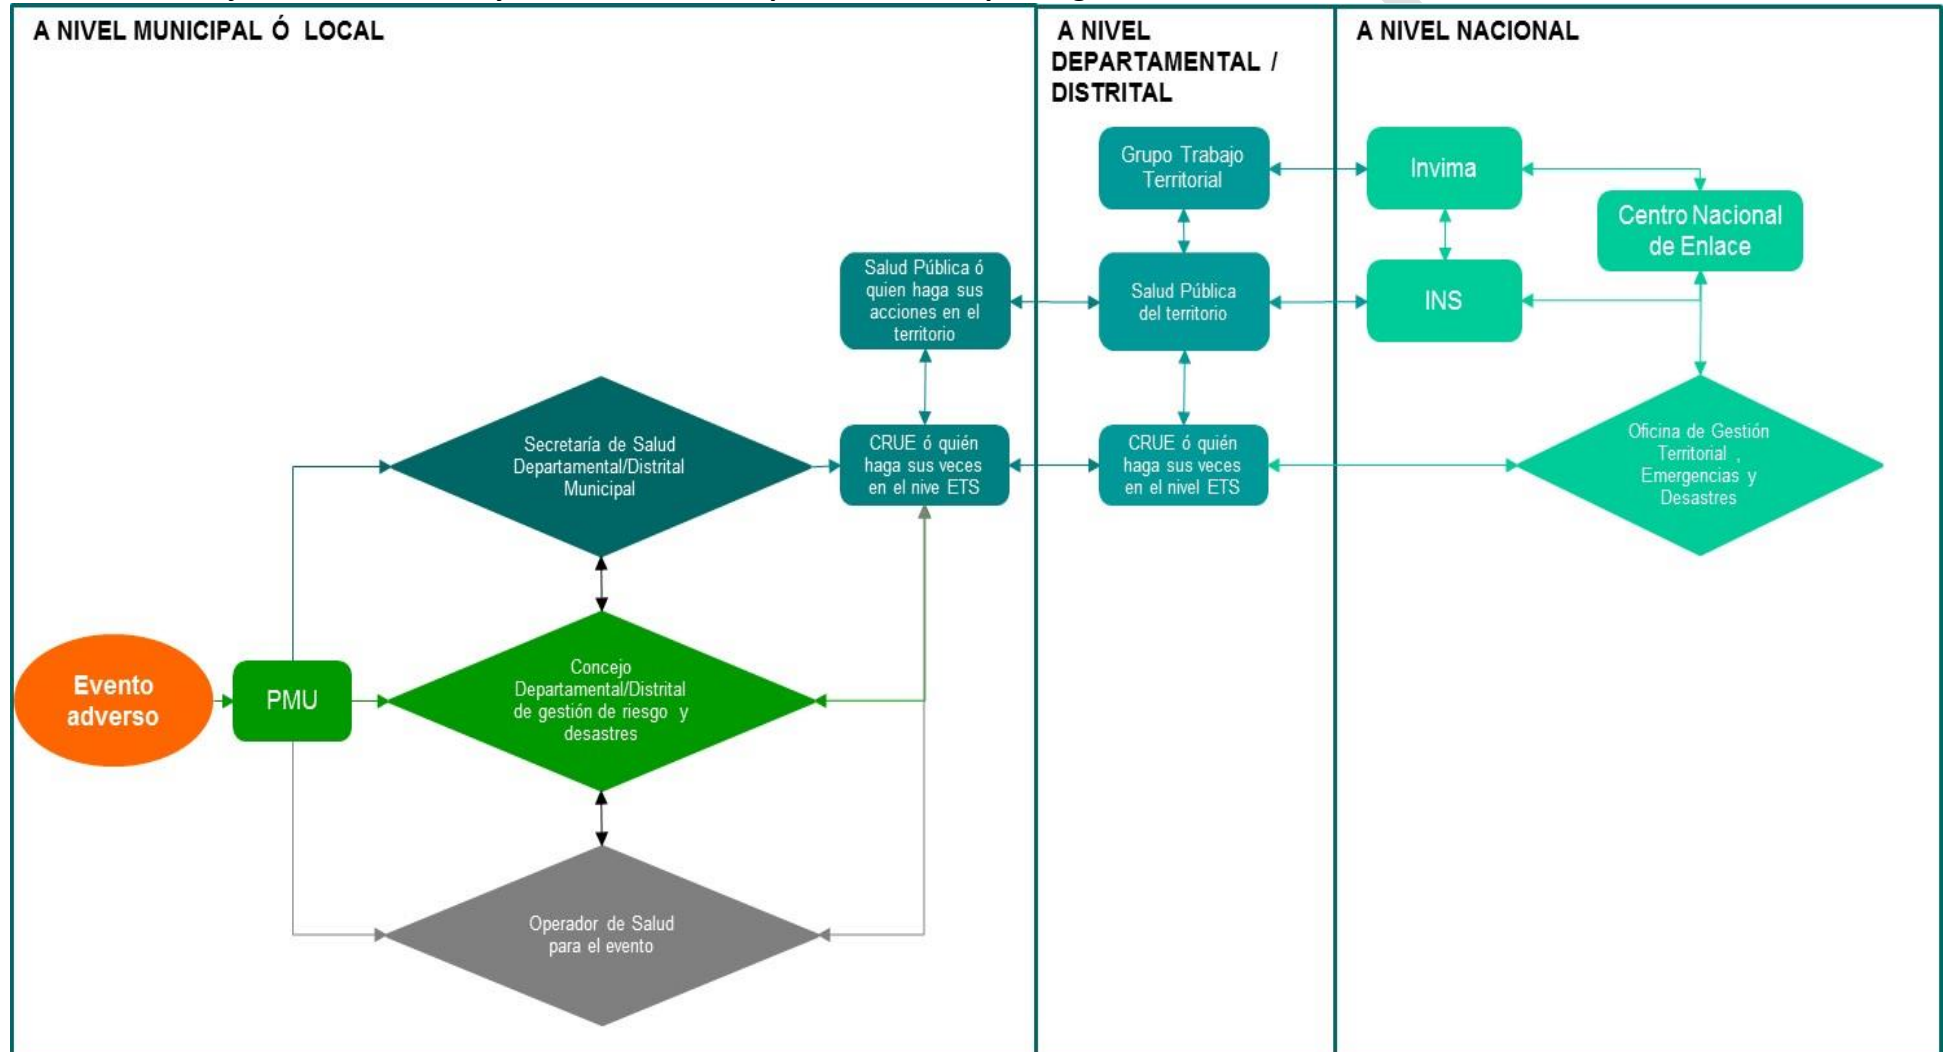 A NIVEL MUNICIPAL Ó LOCAL
A NIVEL
DEPARTAMENTAL /
DISTRITAL
A NIVEL NACIONAL
Grupo Trabajo
Territorial
Invima
Centro Nacional
de Enlace
Salud Pública ó
quien haga sus
acciones en el
territorio
Salud Pública
del territorio
INS
Secretaría de Salud
Departamental/Distrital
Municipal
CRUE ó quién
haga sus veces
en el nive ETS
CRUE ó quién
haga sus veces
en el nivel ETS
Oficina de Gestión
Territorial ,
Emergencias y
Desastres
Evento
adverso
PMU
Concejo
Departamental/Distrital
de gestión de riesgo y
desastres
Operador de Salud
para el evento